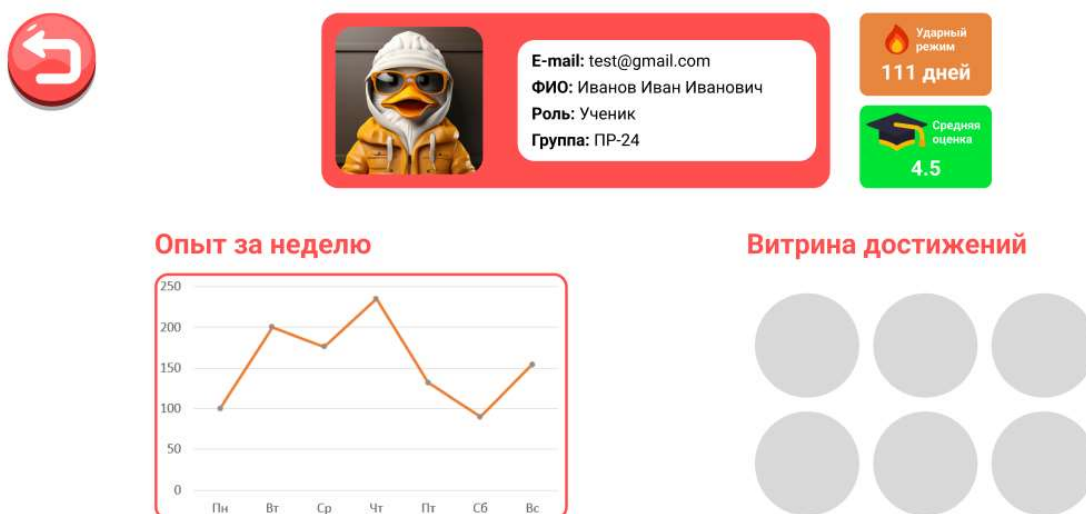 E-mail: test@gmail.com
ФИО: Иванов Иван Иванович
Роль: Ученик
Группа: ПР-24
Ударный
режим
111 дней
Средняя
оценка
4.5
Опыт за неделю
250
200
150
100
50
0
Пн Вт Ср Чт Пт Сб Вс
Витрина достижений